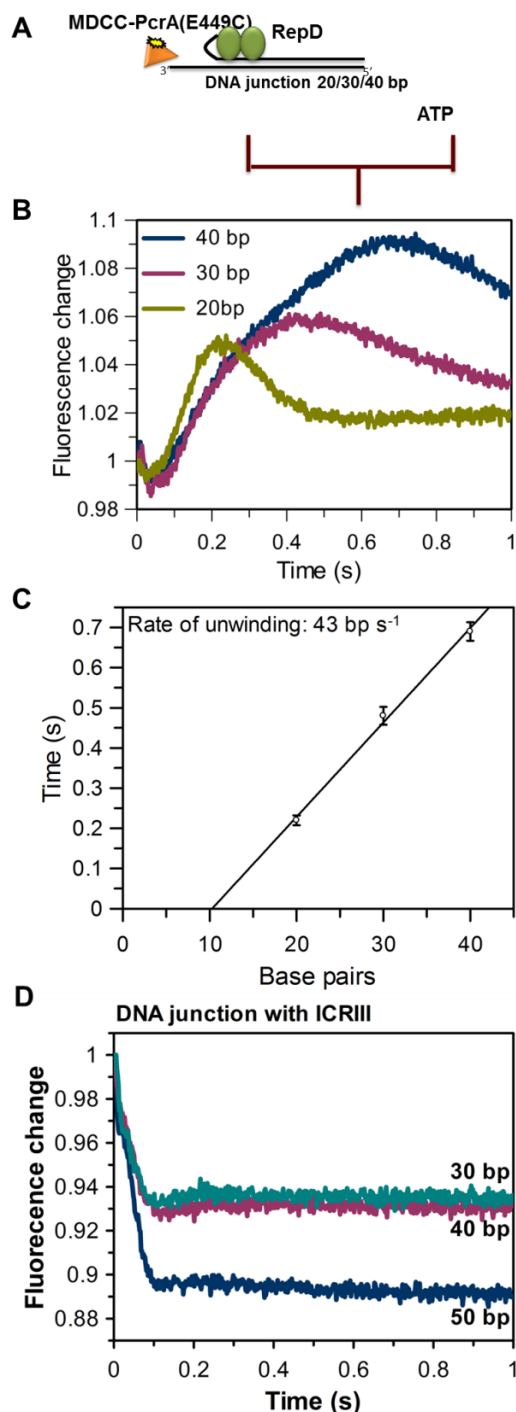 A
MDCC-PcrA(E449C)
RepD
3'
5'
DNA junction 20/30/40 bp
ATP
B
1.1
1.08
1.06
1.04
1.02
1
0.98
Fluorescence change
40 bp
30 bp
20bp
0 0.2 0.4 0.6 0.8 1
Time (s)
C
Rate of unwinding: 43 bp s⁻¹
0.7
0.6
0.5
0.4
0.3
0.2
0.1
0
Time (s)
0 10 20 30 40
Base pairs
D
DNA junction with ICRIII
1
0.98
0.96
0.94
0.92
0.9
0.88
Fluorecence change
30 bp
40 bp
50 bp
0 0.2 0.4 0.6 0.8 1
Time (s)